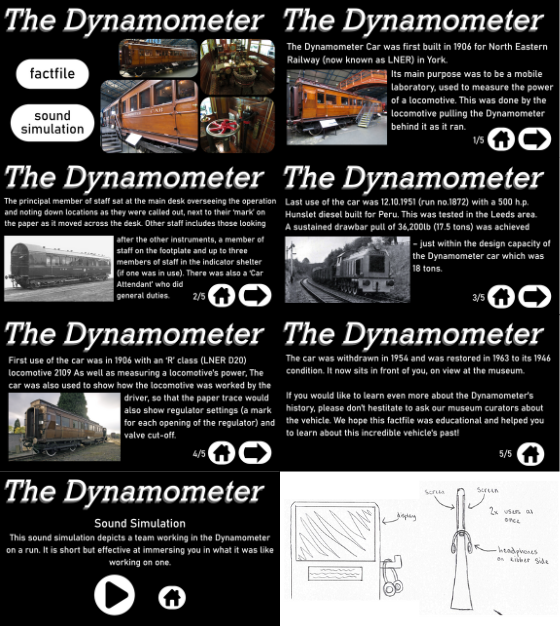 The Dynamometer
factfile
sound
simulation
The Dynamometer
The Dynamometer Car was first built in 1906 for North Eastern
Railway (now known as LNER) in York.
Its main purpose was to be a mobile
laboratory, used to measure the power
of a locomotive. This was done by the
locomotive pulling the Dynamometer
behind it as it ran.
1/5
The Dynamometer
The principal member of staff sat at the main desk overseeing the operation
and noting down locations as they were called out, next to their 'mark' on
the paper as it moved across the desk. Other staff includes those looking
after the other instruments, a member of
staff on the footplate and up to three
members of staff in the indicator shelter
(if one was in use). There was also a 'Car
Attendant' who did
general duties.
2/5
The Dynamometer
Last use of the car was 12.10.1951 (run no.1872) with a 500 h.p.
Hunslet diesel built for Peru. This was tested in the Leeds area.
A sustained drawbar pull of 36,200lb (17.5 tons) was achieved
– just within the design capacity of
the Dynamometer car which was
18 tons.
3/5
The Dynamometer
First use of the car was in 1906 with an 'R' class (LNER D20)
locomotive 2109 As well as measuring a locomotive's power, The
car was also used to show how the locomotive was worked by the
driver, so that the paper trace would
also show regulator settings (a mark
for each opening of the regulator) and
valve cut-off.
4/5
The Dynamometer
The car was withdrawn in 1954 and was restored in 1963 to its 1946
condition. It now sits in front of you, on view at the museum.
If you would like to learn even more about the Dynamometer's
history, please don't hestitate to ask our museum curators about
the vehicle. We hope this factfile was educational and helped you
to learn about this incredible vehicle's past!
5/5
The Dynamometer
Sound Simulation
This sound simulation depicts a team working in the Dynamometer
on a run. It is short but effective at immersing you in what it was like
working on one.
display
screen
screen
2x users at
once
headphones
on either side